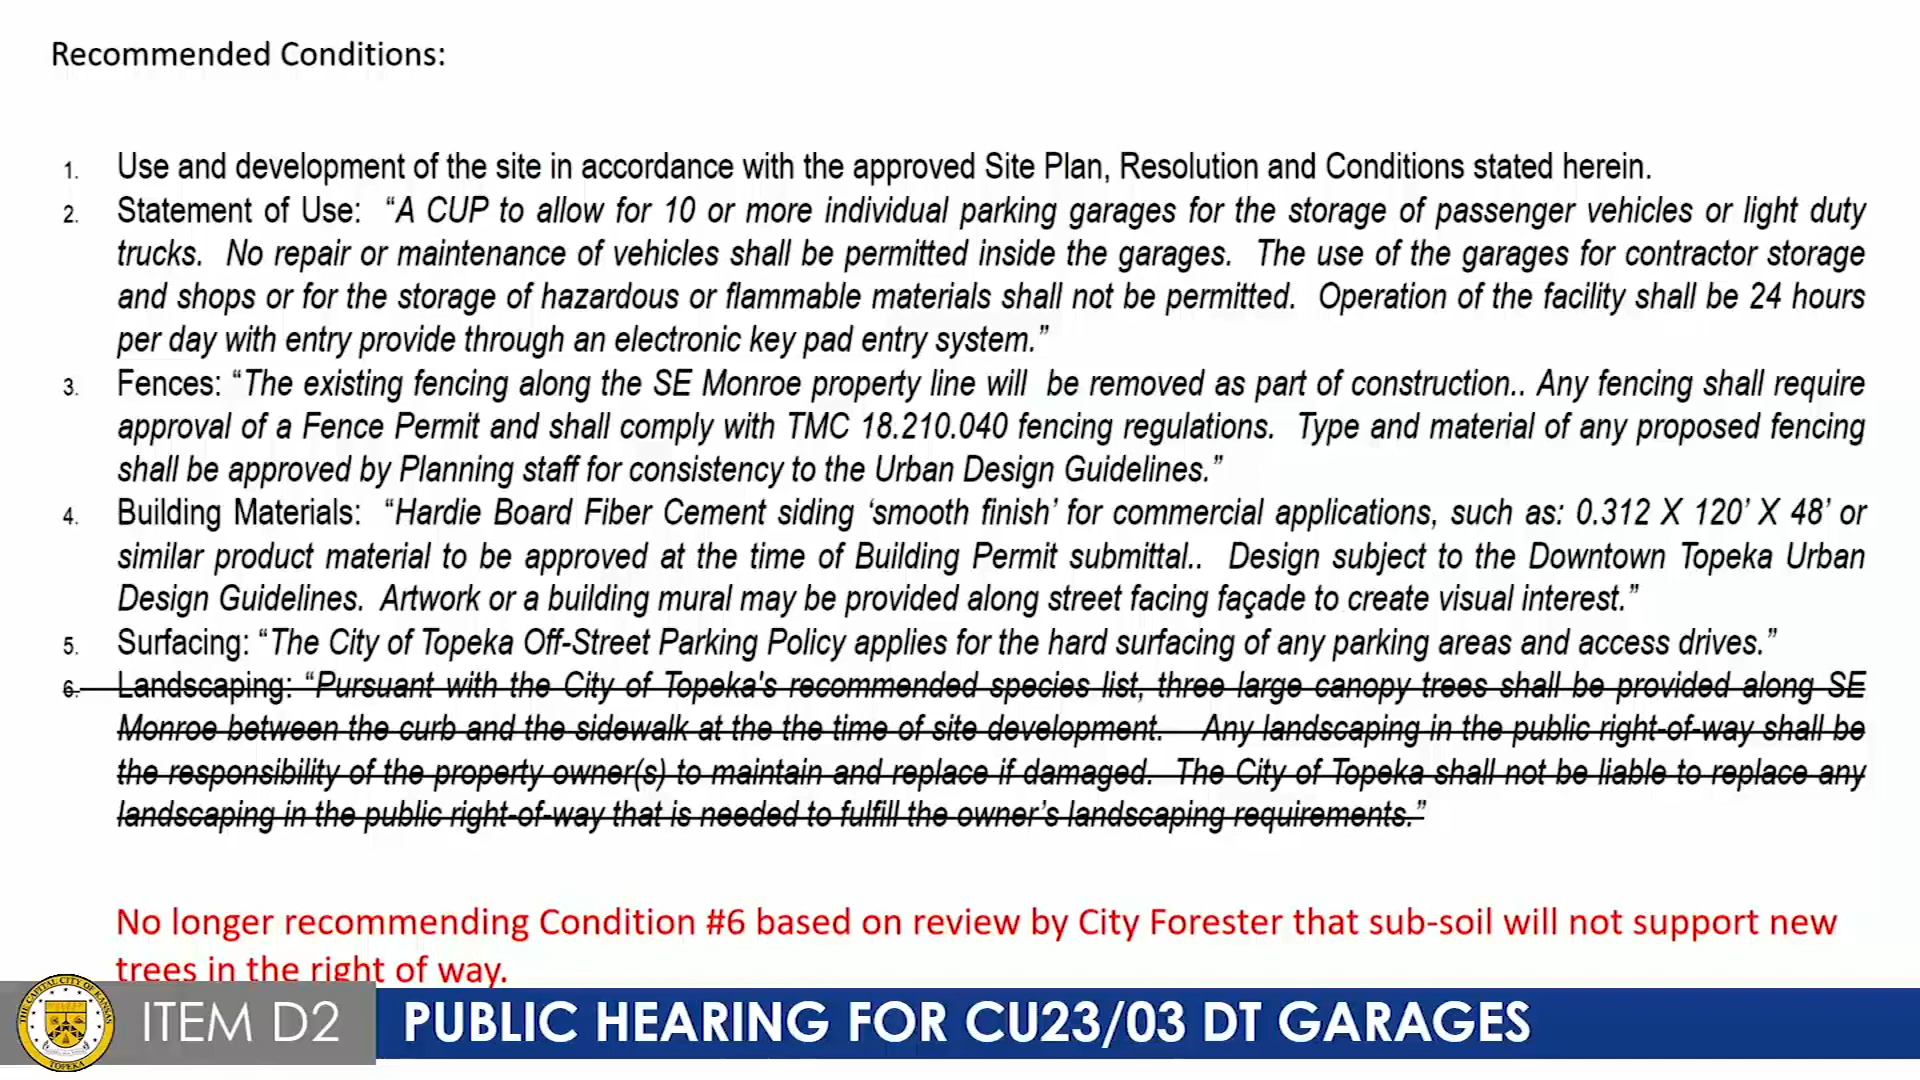 Recommended Conditions:
1. Use and development of the site in accordance with the approved Site Plan, Resolution and Conditions stated herein.
2. Statement of Use: “A CUP to allow for 10 or more individual parking garages for the storage of passenger vehicles or light duty
trucks. No repair or maintenance of vehicles shall be permitted inside the garages. The use of the garages for contractor storage
and shops or for the storage of hazardous or flammable materials shall not be permitted. Operation of the facility shall be 24 hours
per day with entry provide through an electronic key pad entry system.”
3. Fences: “The existing fencing along the SE Monroe property line will be removed as part of construction.. Any fencing shall require
approval of a Fence Permit and shall comply with TMC 18.210.040 fencing regulations. Type and material of any proposed fencing
shall be approved by Planning staff for consistency to the Urban Design Guidelines.”
4. Building Materials: “Hardie Board Fiber Cement siding ‘smooth finish’ for commercial applications, such as: 0.312 X 120’ X 48’ or
similar product material to be approved at the time of Building Permit submittal.. Design subject to the Downtown Topeka Urban
Design Guidelines. Artwork or a building mural may be provided along street facing façade to create visual interest.”
5. Surfacing: “The City of Topeka Off-Street Parking Policy applies for the hard surfacing of any parking areas and access drives.”
6. Landscaping: “Pursuant with the City of Topeka's recommended species list, three large canopy trees shall be provided along SE
Monroe between the curb and the sidewalk at the the time of site development. Any landscaping in the public right-of-way shall be
the responsibility of the property owner(s) to maintain and replace if damaged. The City of Topeka shall not be liable to replace any
landscaping in the public right-of-way that is needed to fulfill the owner’s landscaping requirements.”
No longer recommending Condition #6 based on review by City Forester that sub-soil will not support new
trees in the right of way.
THE CAPITAL CITY OF KANSAS
TOPEKA
ITEM D2
PUBLIC HEARING FOR CU23/03 DT GARAGES